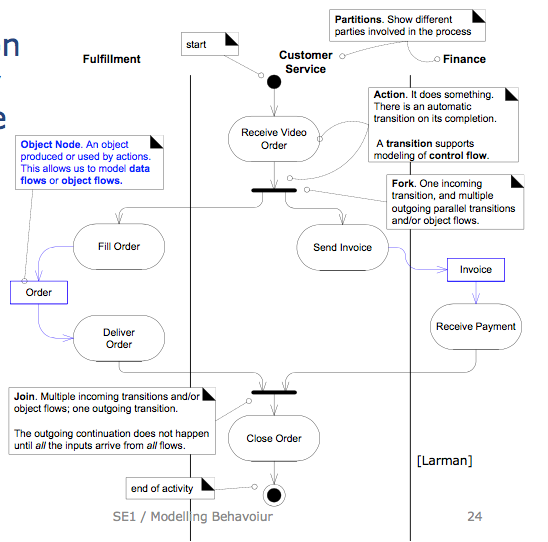 on
e
Partitions. Show different
parties involved in the process
start
Fulfillment
Customer
Service
Finance
Action. It does something.
There is an automatic
transition on its completion.
A transition supports
modeling of control flow.
Receive Video
Order
Object Node. An object
produced or used by actions.
This allows us to model data
flows or object flows.
Fork. One incoming
transition, and multiple
outgoing parallel transitions
and/or object flows.
Fill Order
Send Invoice
Invoice
Order
Deliver
Order
Receive Payment
Join. Multiple incoming transitions and/or
object flows; one outgoing transition.
The outgoing continuation does not happen
until all the inputs arrive from all flows.
Close Order
[Larman]
end of activity
SE1 / Modelling Behavoiur
24